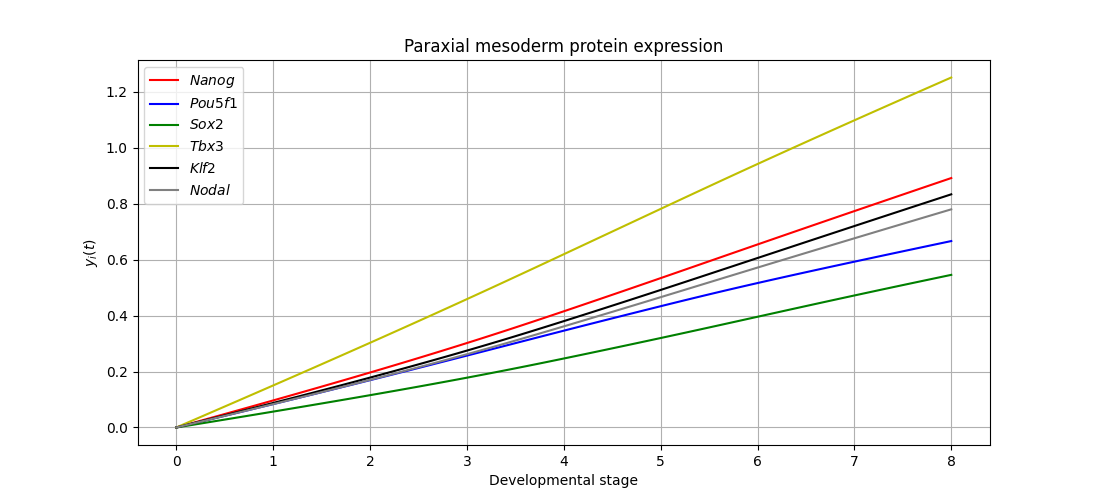 Paraxial mesoderm protein expression
Nanog
Pou5f1
Sox2
Tbx3
Klf2
Nodal
1.2
1.0
0.8
0.6
0.4
0.2
0.0
yᵢ(t)
0 1 2 3 4 5 6 7 8
Developmental stage